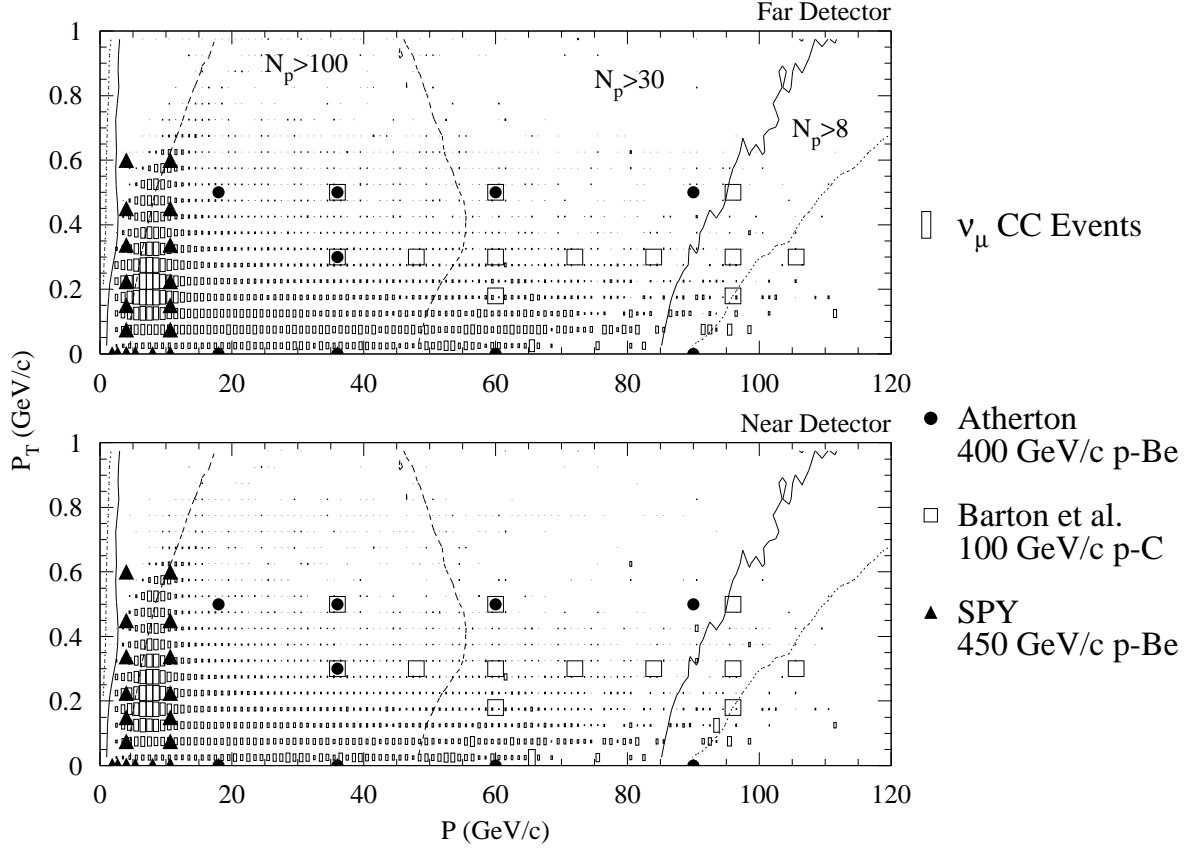 Far Detector
1
0.8
0.6
0.4
0.2
0
N_p>100
N_p>30
N_p>8
0 20 40 60 80 100 120
ν_μ CC Events
P_T (GeV/c)
Near Detector
1
0.8
0.6
0.4
0.2
0
0 20 40 60 80 100 120
P (GeV/c)
Atherton
400 GeV/c p-Be
Barton et al.
100 GeV/c p-C
SPY
450 GeV/c p-Be